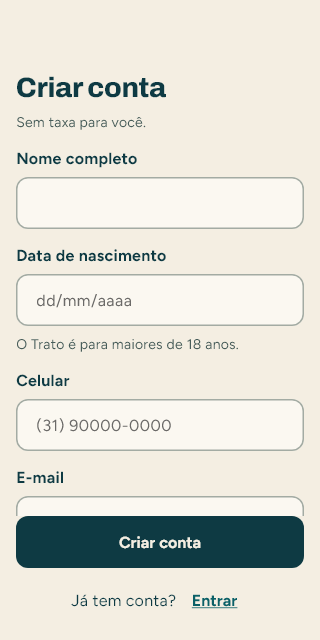 Criar conta
Sem taxa para você.
Nome completo
Data de nascimento
dd/mm/aaaa
O Trato é para maiores de 18 anos.
Celular
(31) 90000-0000
E-mail
Criar conta
Já tem conta? Entrar